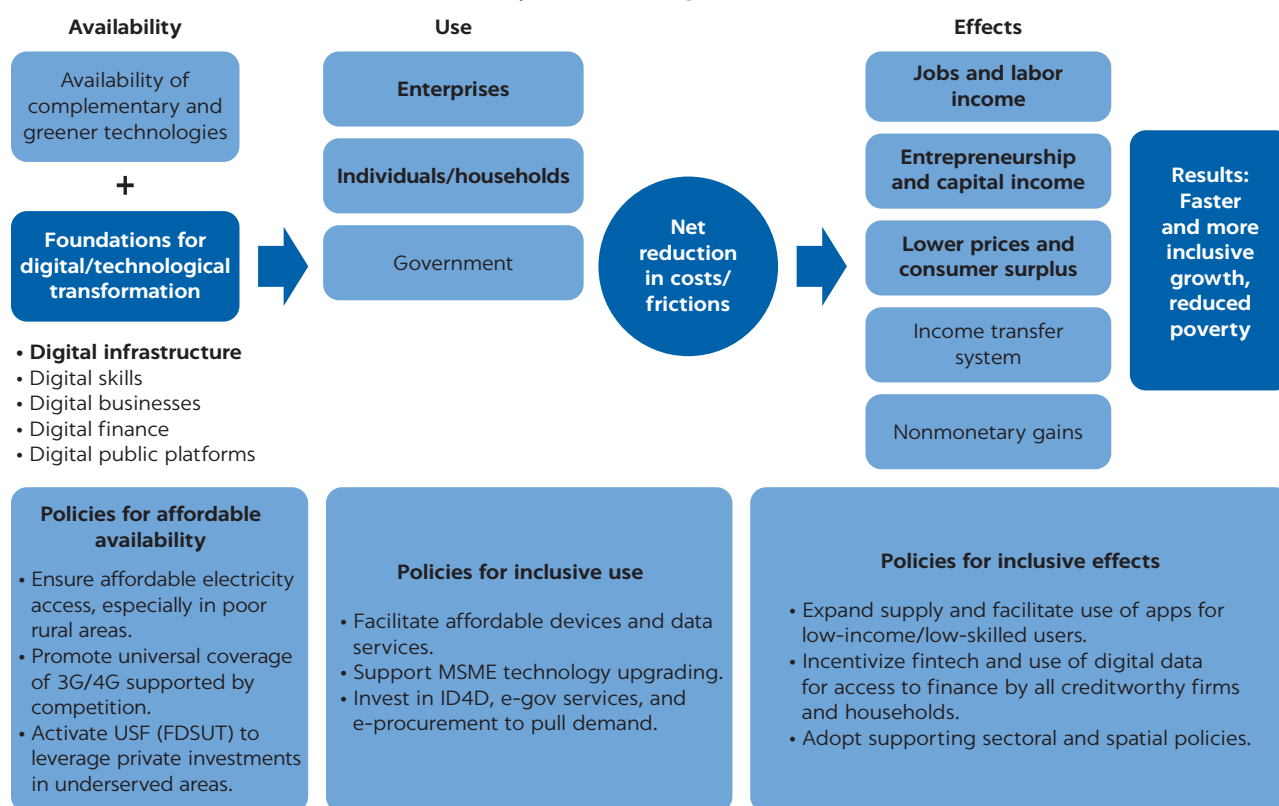 Availability
Availability of
complementary and
greener technologies
+
Foundations for
digital/technological
transformation
• Digital infrastructure
• Digital skills
• Digital businesses
• Digital finance
• Digital public platforms
Use
Enterprises
Individuals/households
Government
Net
reduction
in costs/
frictions
Effects
Jobs and labor
income
Entrepreneurship
and capital income
Lower prices and
consumer surplus
Income transfer
system
Nonmonetary gains
Results:
Faster
and more
inclusive
growth,
reduced
poverty
Policies for affordable
availability
• Ensure affordable electricity
access, especially in poor
rural areas.
• Promote universal coverage
of 3G/4G supported by
competition.
• Activate USF (FDSUT) to
leverage private investments
in underserved areas.
Policies for inclusive use
• Facilitate affordable devices and data
services.
• Support MSME technology upgrading.
• Invest in ID4D, e-gov services, and
e-procurement to pull demand.
Policies for inclusive effects
• Expand supply and facilitate use of apps for
low-income/low-skilled users.
• Incentivize fintech and use of digital data
for access to finance by all creditworthy firms
and households.
• Adopt supporting sectoral and spatial policies.